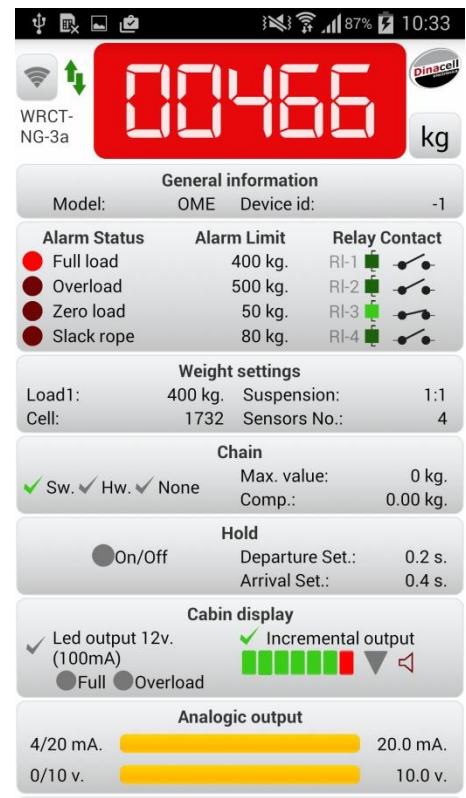 87% 10:33
WRCT-NG-3a
00466
Dinacell
kg
General information
Model: OME Device id: -1
Alarm Status Alarm Limit Relay Contact
Full load 400 kg. Rl-1
Overload 500 kg. Rl-2
Zero load 50 kg. Rl-3
Slack rope 80 kg. Rl-4
Weight settings
Load1: 400 kg. Suspension: 1:1
Cell: 1732 Sensors No.: 4
Chain
Sw. Hw. None
Max. value: 0 kg.
Comp.: 0.00 kg.
Hold
On/Off
Departure Set.: 0.2 s.
Arrival Set.: 0.4 s.
Cabin display
Led output 12v.
(100mA)
Full Overload
Incremental output
Analogic output
4/20 mA. 20.0 mA.
0/10 v. 10.0 v.